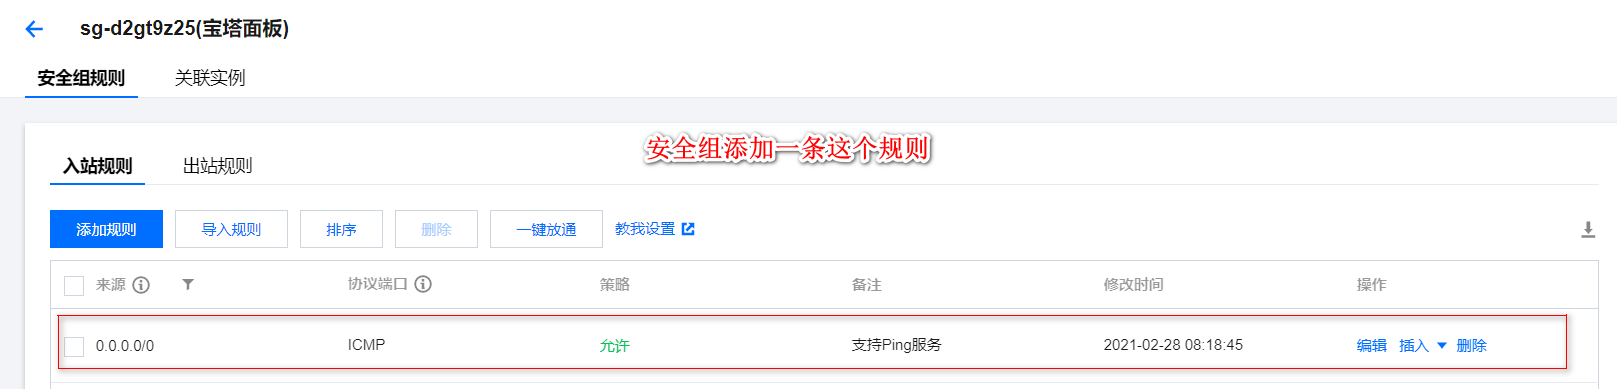 sg-d2gt9z25(宝塔面板)
安全组规则 关联实例
安全组添加一条这个规则
入站规则 出站规则
添加规则 导入规则 排序 删除 一键放通 教我设置
来源 协议端口 策略 备注 修改时间 操作
0.0.0.0/0 ICMP 允许 支持Ping服务 2021-02-28 08:18:45 编辑 插入 删除